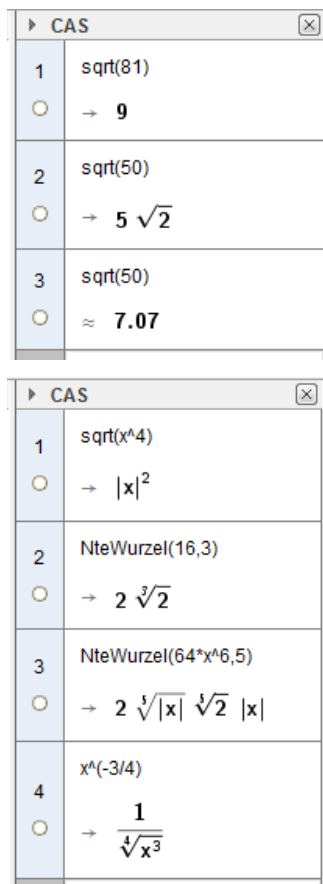 CAS
1
sqrt(81)
→ 9
2
sqrt(50)
→ 5 √2
3
sqrt(50)
≈ 7.07
CAS
1
sqrt(x^4)
→ |x|²
2
NteWurzel(16,3)
→ 2 ∛2
3
NteWurzel(64*x^6,5)
→ 2 ⁵√|x| ⁵√2 |x|
4
x^(-3/4)
→ 1/⁴√x³